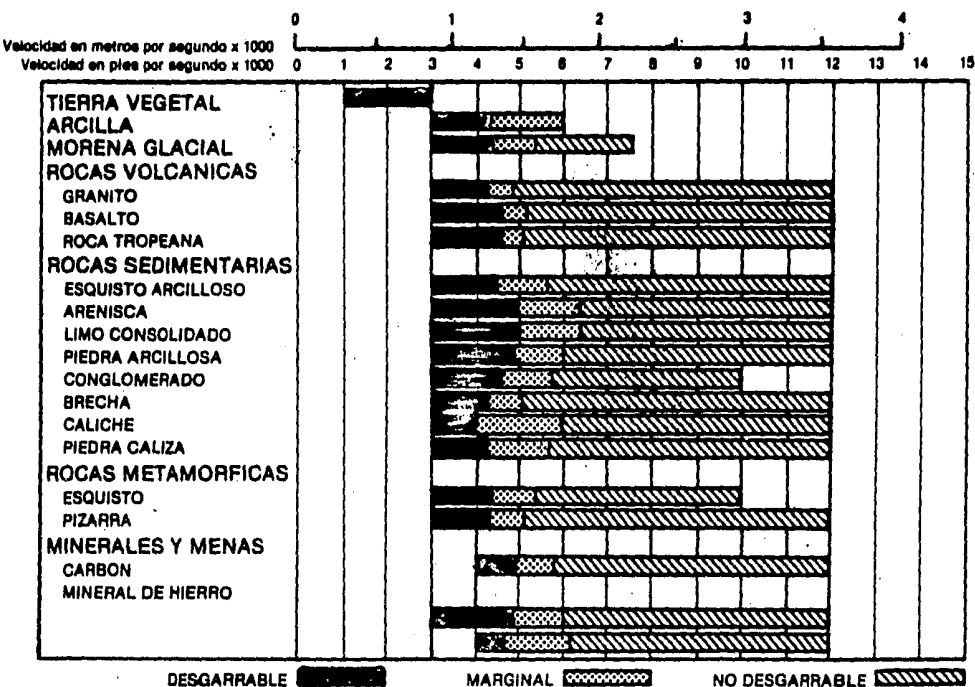 0 1 2 3 4
Velocidad en metros por segundo x 1000
Velocidad en pies por segundo x 1000 0 1 2 3 4 5 6 7 8 9 10 11 12 13 14 15
TIERRA VEGETAL
ARCILLA
MORENA GLACIAL
ROCAS VOLCANICAS
GRANITO
BASALTO
ROCA TROPEANA
ROCAS SEDIMENTARIAS
ESQUISTO ARCILLOSO
ARENISCA
LIMO CONSOLIDADO
PIEDRA ARCILLOSA
CONGLOMERADO
BRECHA
CALICHE
PIEDRA CALIZA
ROCAS METAMORFICAS
ESQUISTO
PIZARRA
MINERALES Y MENAS
CARBON
MINERAL DE HIERRO
DESGARRABLE MARGINAL NO DESGARRABLE